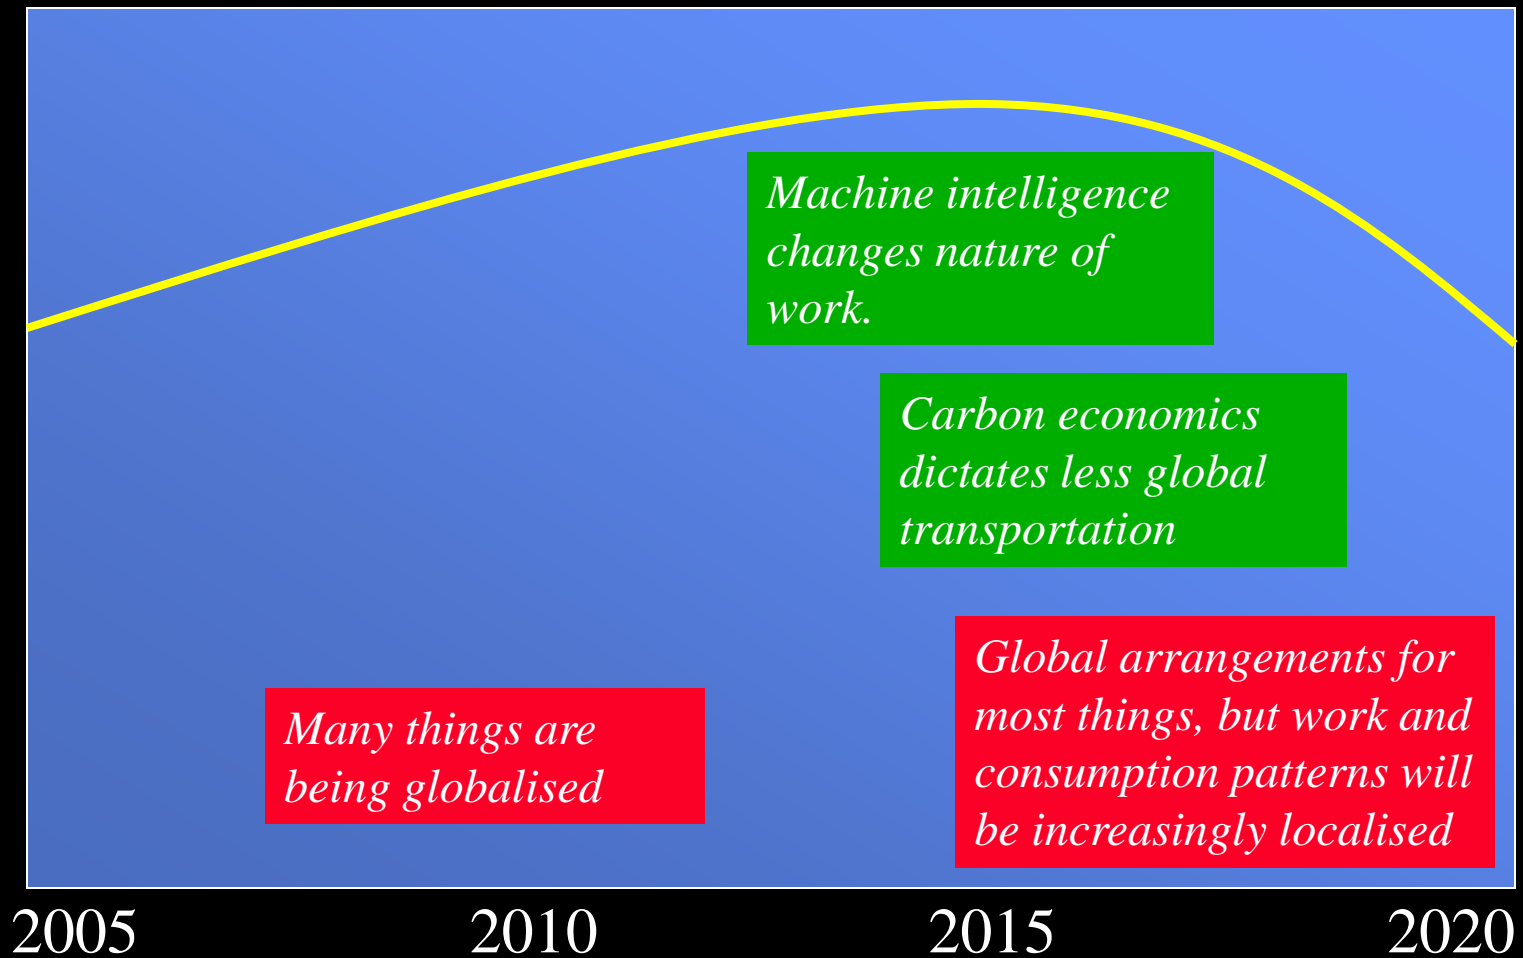 Machine intelligence
changes nature of
work.
Carbon economics
dictates less global
transportation
Global arrangements for
most things, but work and
consumption patterns will
be increasingly localised
Many things are
being globalised
2005
2010
2015
2020